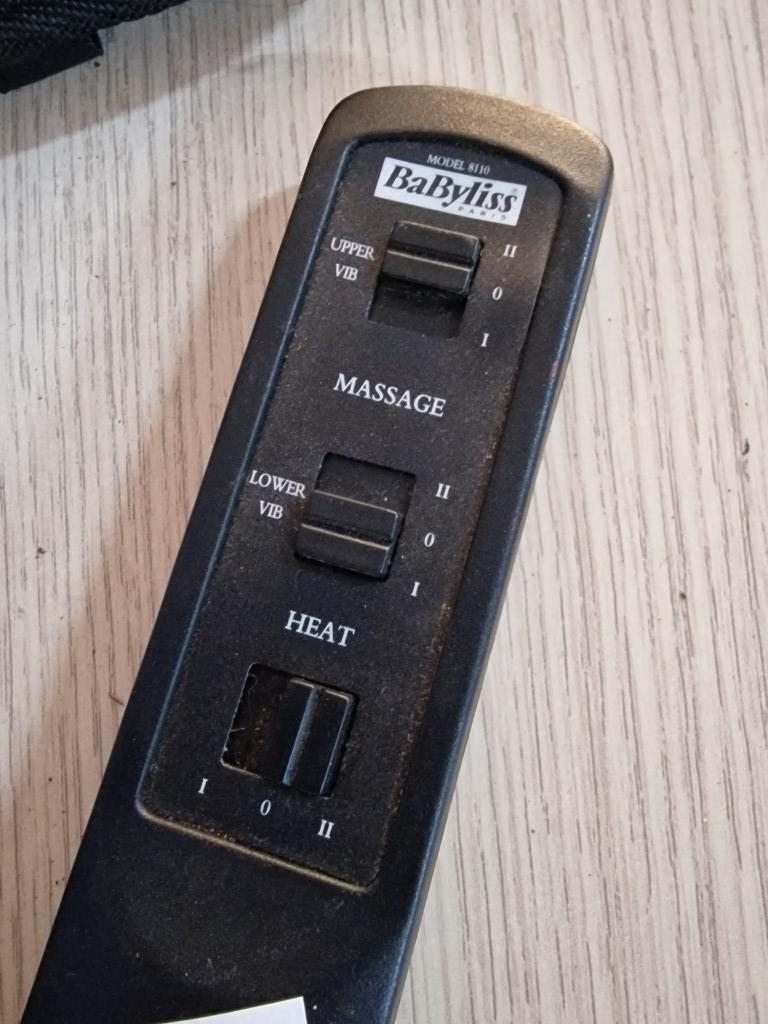 MODEL 8110
BaByliss®
PARIS
UPPER
VIB
II
0
I
MASSAGE
LOWER
VIB
II
0
I
HEAT
I
0
II